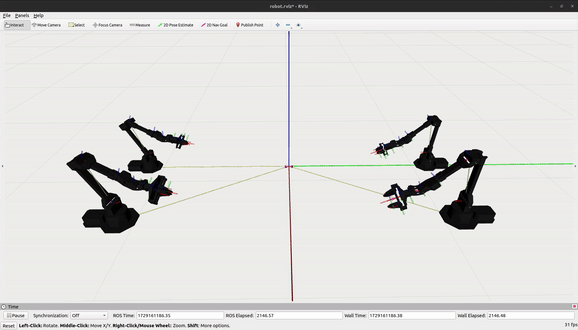 robot.rviz* - RViz
File Panels Help
Interact Move Camera Select Focus Camera Measure 2D Pose Estimate 2D Nav Goal Publish Point
Time
Pause Synchronization: Off ROS Time: 1729161186.35 ROS Elapsed: 2146.57 Wall Time: 1729161186.38 Wall Elapsed: 2146.48
Reset Left-Click: Rotate. Middle-Click: Move X/Y. Right-Click/Mouse Wheel: Zoom. Shift: More options. 31 fps